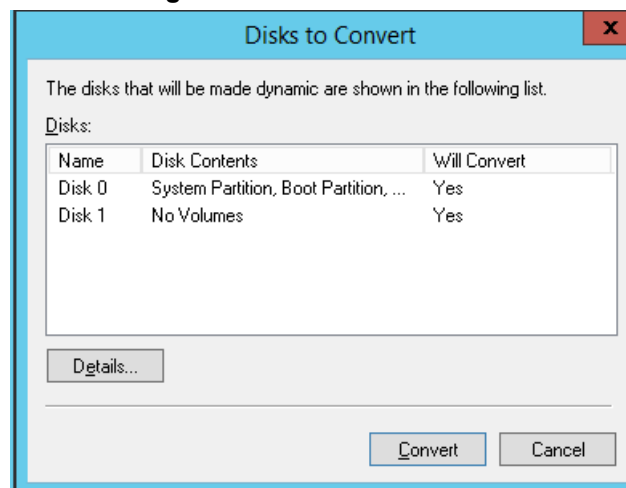 Disks to Convert
x
The disks that will be made dynamic are shown in the following list.
Disks:
Name Disk Contents Will Convert
Disk 0 System Partition, Boot Partition, ... Yes
Disk 1 No Volumes Yes
Details...
Convert Cancel